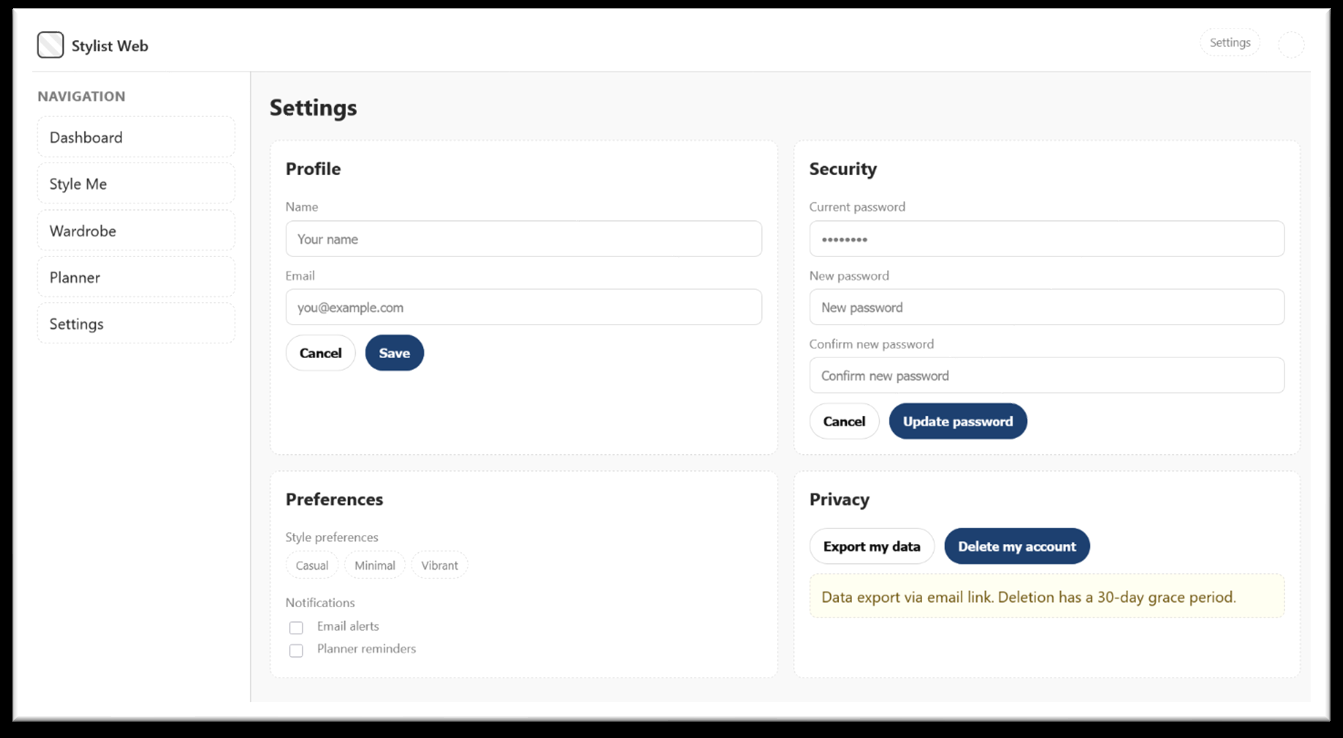 Stylist Web
Settings
NAVIGATION
Dashboard
Style Me
Wardrobe
Planner
Settings
Settings
Profile
Name
Your name
Email
you@example.com
Cancel Save
Security
Current password
••••••••
New password
New password
Confirm new password
Confirm new password
Cancel Update password
Preferences
Style preferences
Casual Minimal Vibrant
Notifications
Email alerts
Planner reminders
Privacy
Export my data Delete my account
Data export via email link. Deletion has a 30-day grace period.